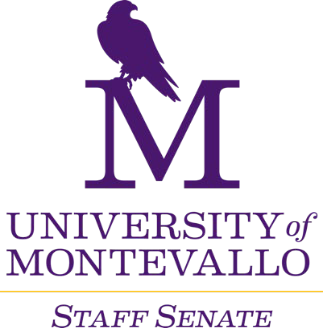 M
UNIVERSITY of
MONTEVALLO
STAFF SENATE